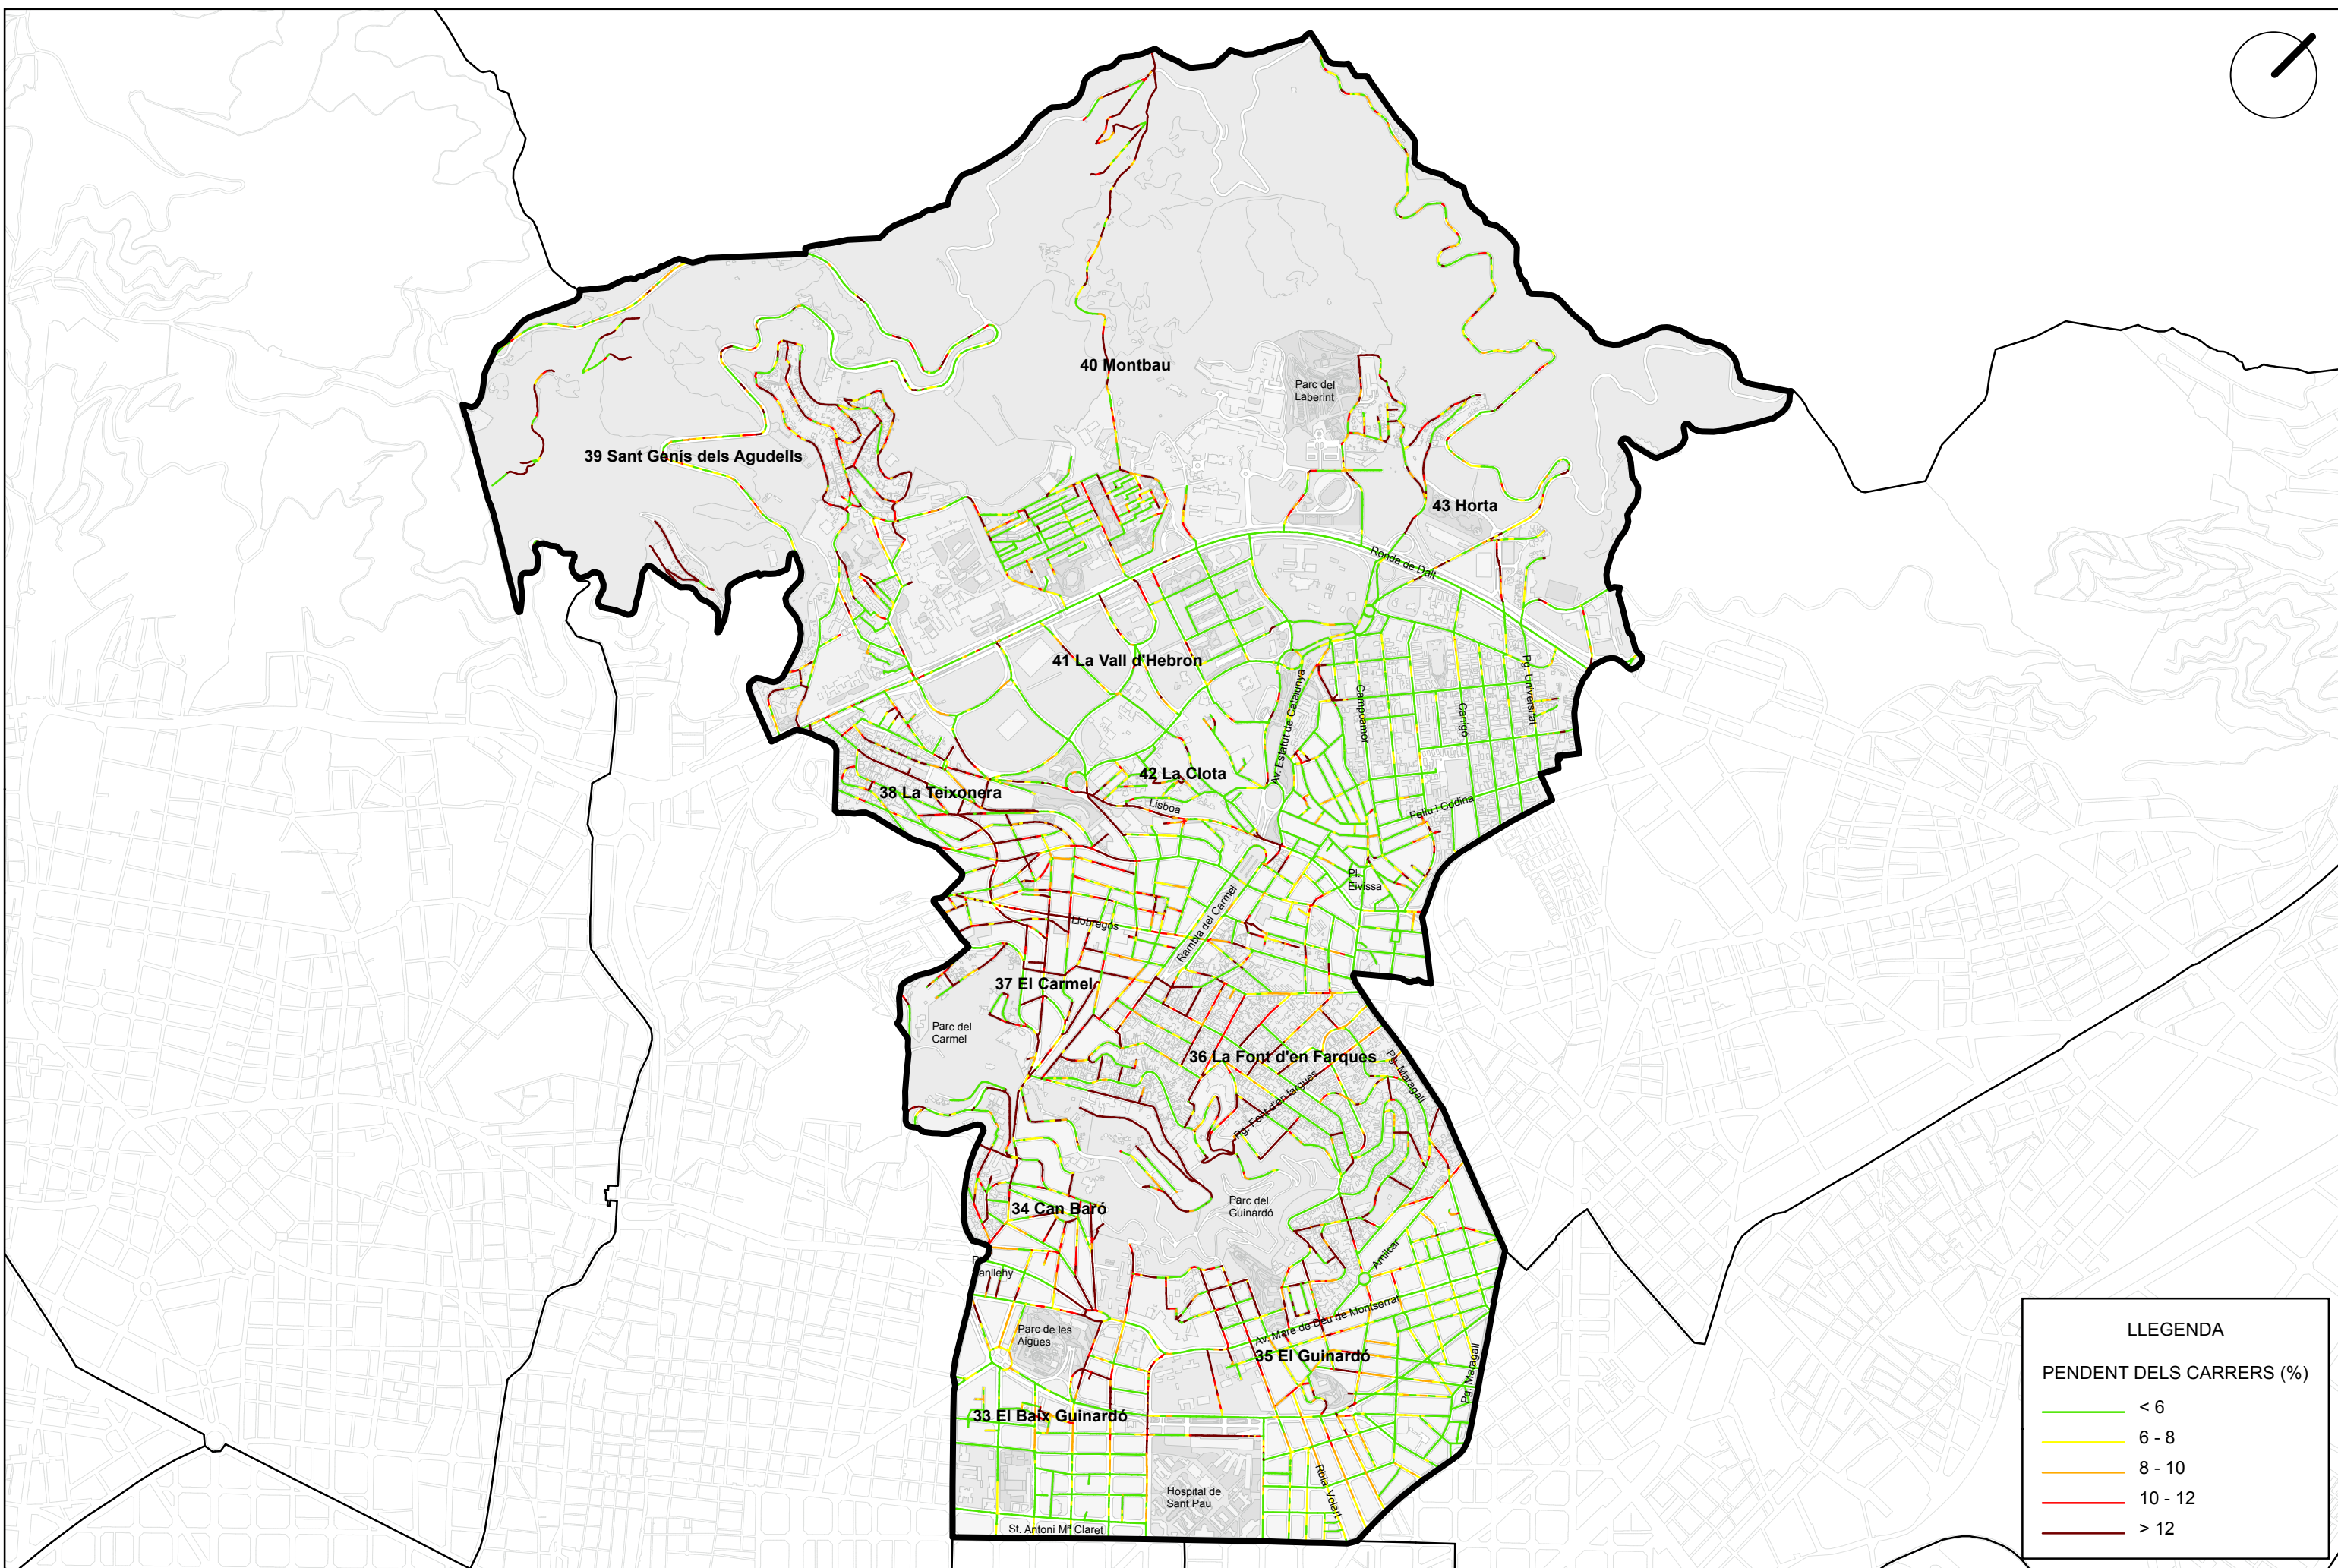 40 Montbau
Parc del
Laberint
39 Sant Genís dels Agudells
43 Horta
Ronda de Dalt
41 La Vall d'Hebron
Pg. Universitat
Av. Estatut de Catalunya
Campoamor
Canigó
42 La Clota
38 La Teixonera
Lisboa
Feliu i Codina
Pl.
Eivissa
Rambla del Carmel
Llobregós
37 El Carmel
Parc del
Carmel
36 La Font d'en Farques
Pg. Maragall
Pg. Font d'en fargues
Parc del
Guinardó
34 Can Baró
Amilcar
Sanllehy
Parc de les
Aigües
Av. Mare de Deu de Montserrat
35 El Guinardó
Pg. Maragall
33 El Baix Guinardó
Rbla. Volart
Hospital de
Sant Pau
St. Antoni Mª Claret
LLEGENDA
PENDENT DELS CARRERS (%)
< 6
6 - 8
8 - 10
10 - 12
> 12